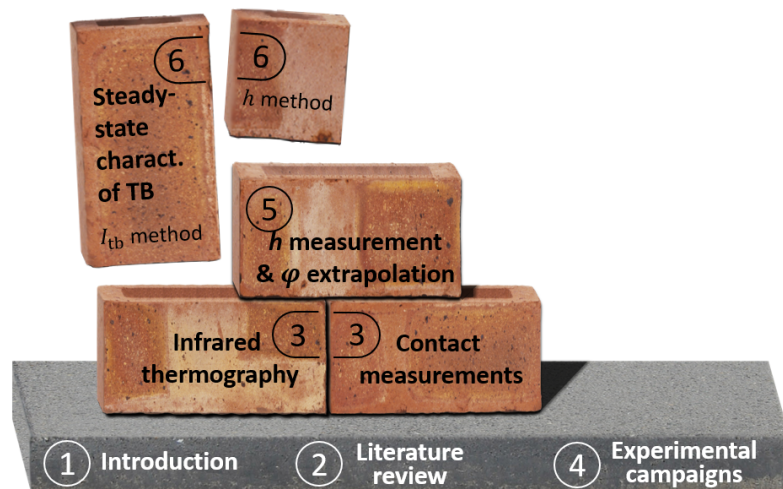 6
Steady-
state
charact.
of TB
I_tb method
6
h method
5
h measurement
& φ extrapolation
3
Infrared
thermography
3
Contact
measurements
1 Introduction
2 Literature
review
4 Experimental
campaigns